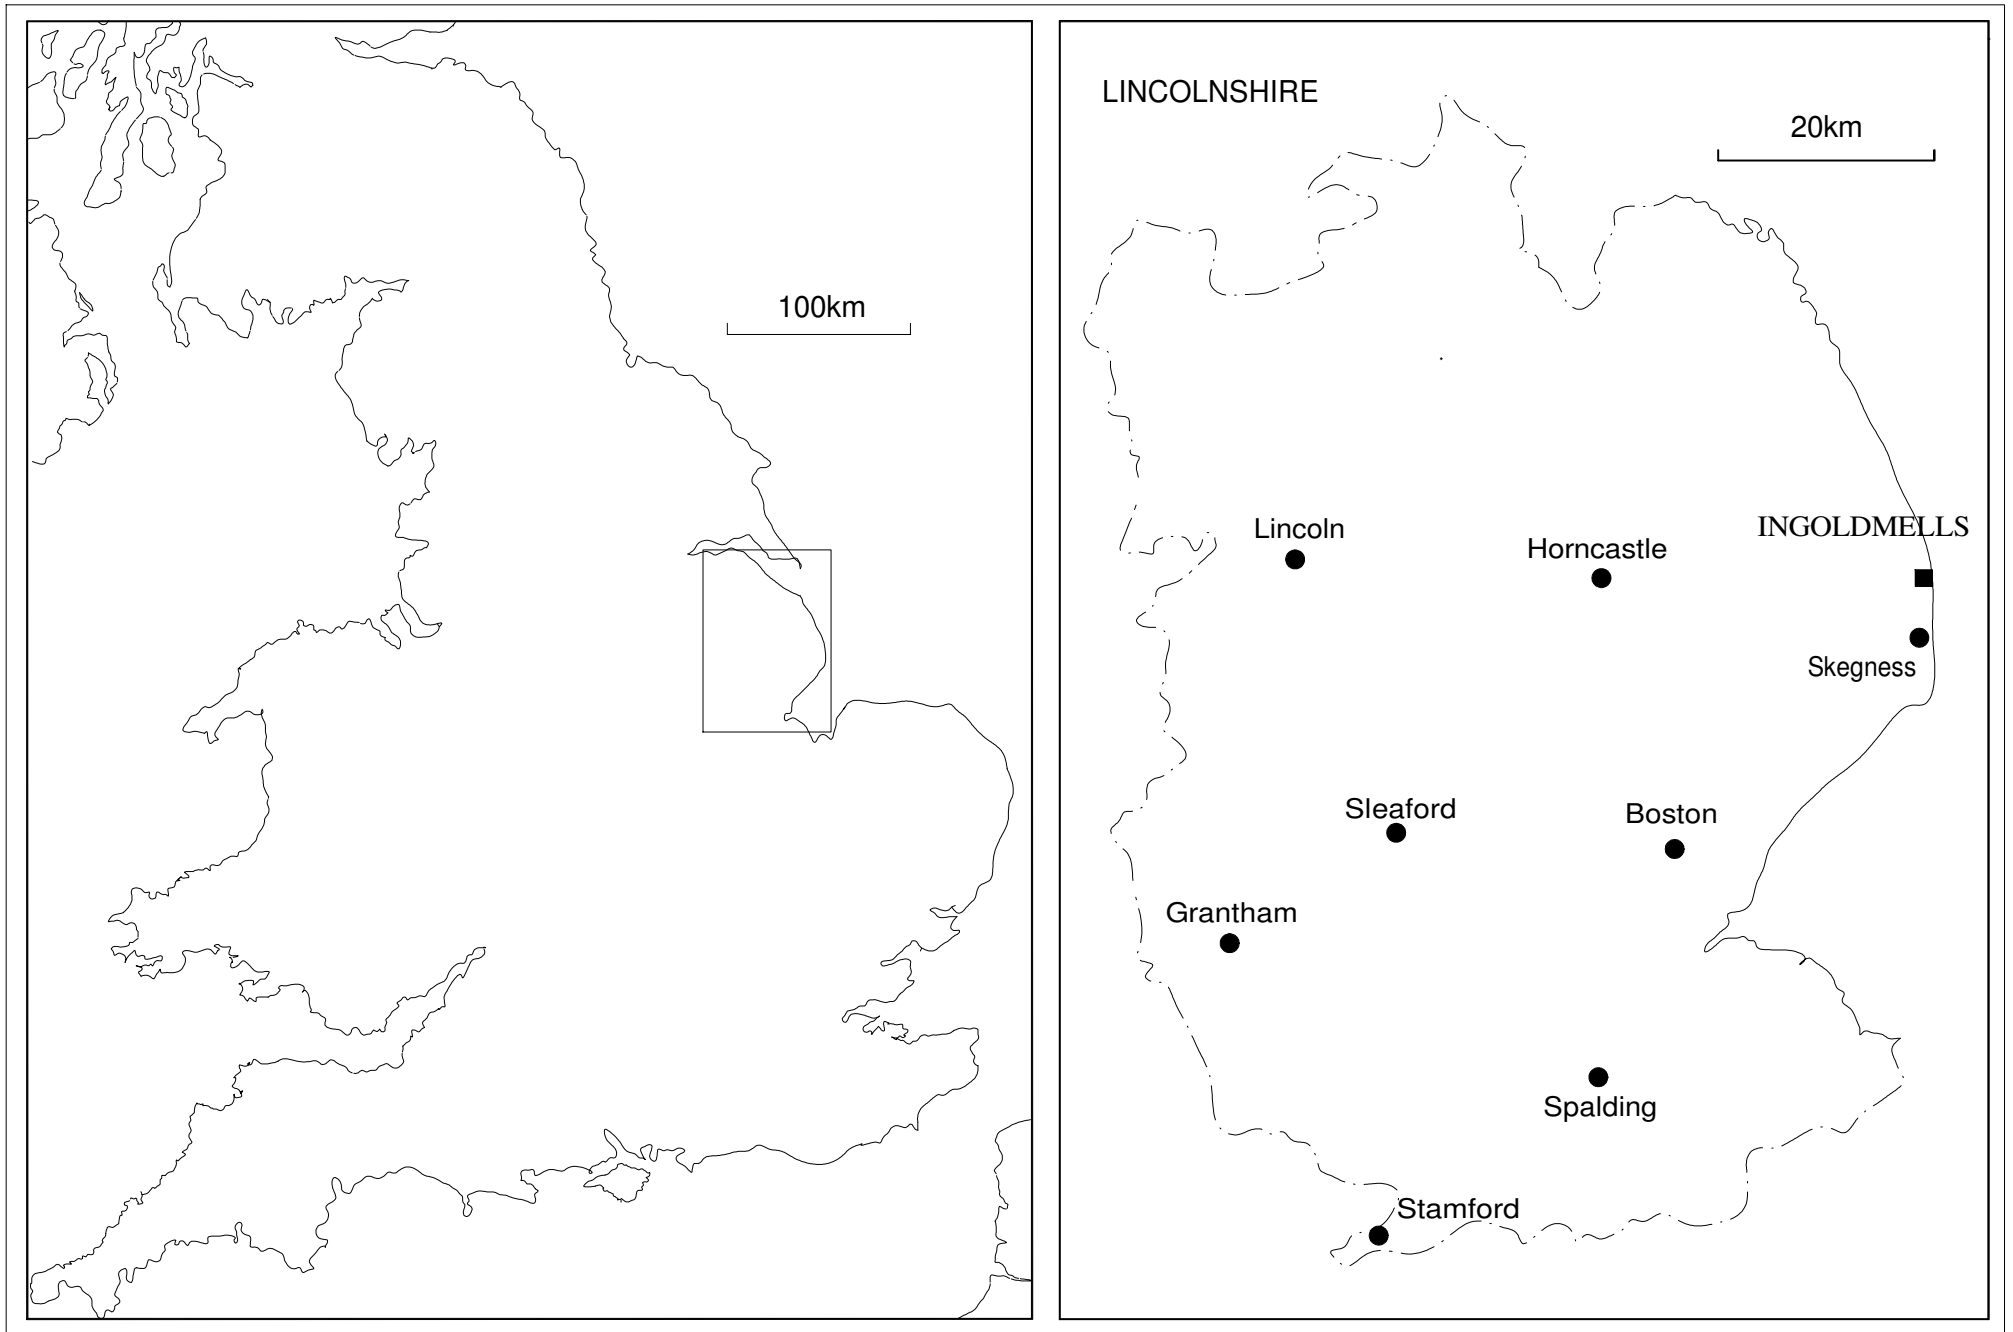 100km
LINCOLNSHIRE
20km
Lincoln
Horncastle
INGOLDMELLS
Skegness
Sleaford
Boston
Grantham
Spalding
Stamford